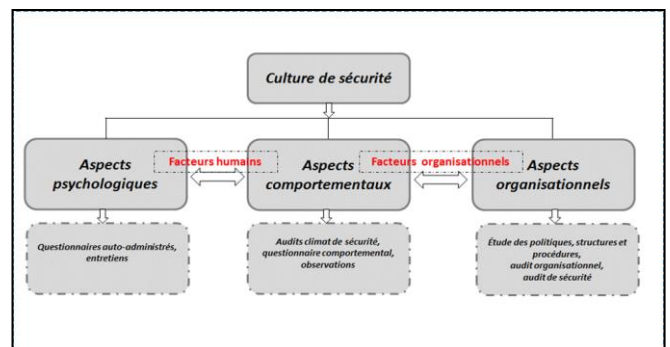 Culture de sécurité
Facteurs humains
Facteurs organisationnels
Aspects
psychologiques
Aspects
comportementaux
Aspects
organisationnels
Questionnaires auto-administrés,
entretiens
Audits climat de sécurité,
questionnaire comportemental,
observations
Étude des politiques, structures et
procédures,
audit organisationnel,
audit de sécurité